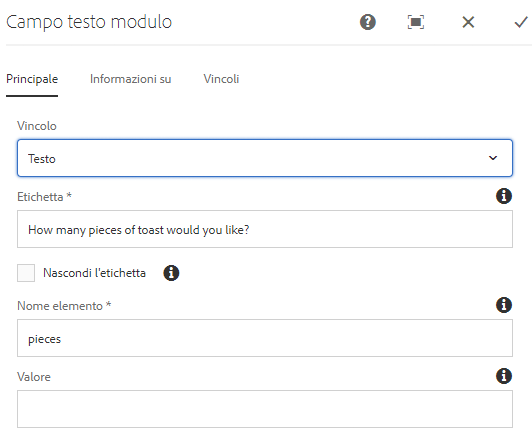 Campo testo modulo
Principale Informazioni su Vincoli
Vincolo
Testo
Etichetta *
How many pieces of toast would you like?
Nascondi l'etichetta
Nome elemento *
pieces
Valore